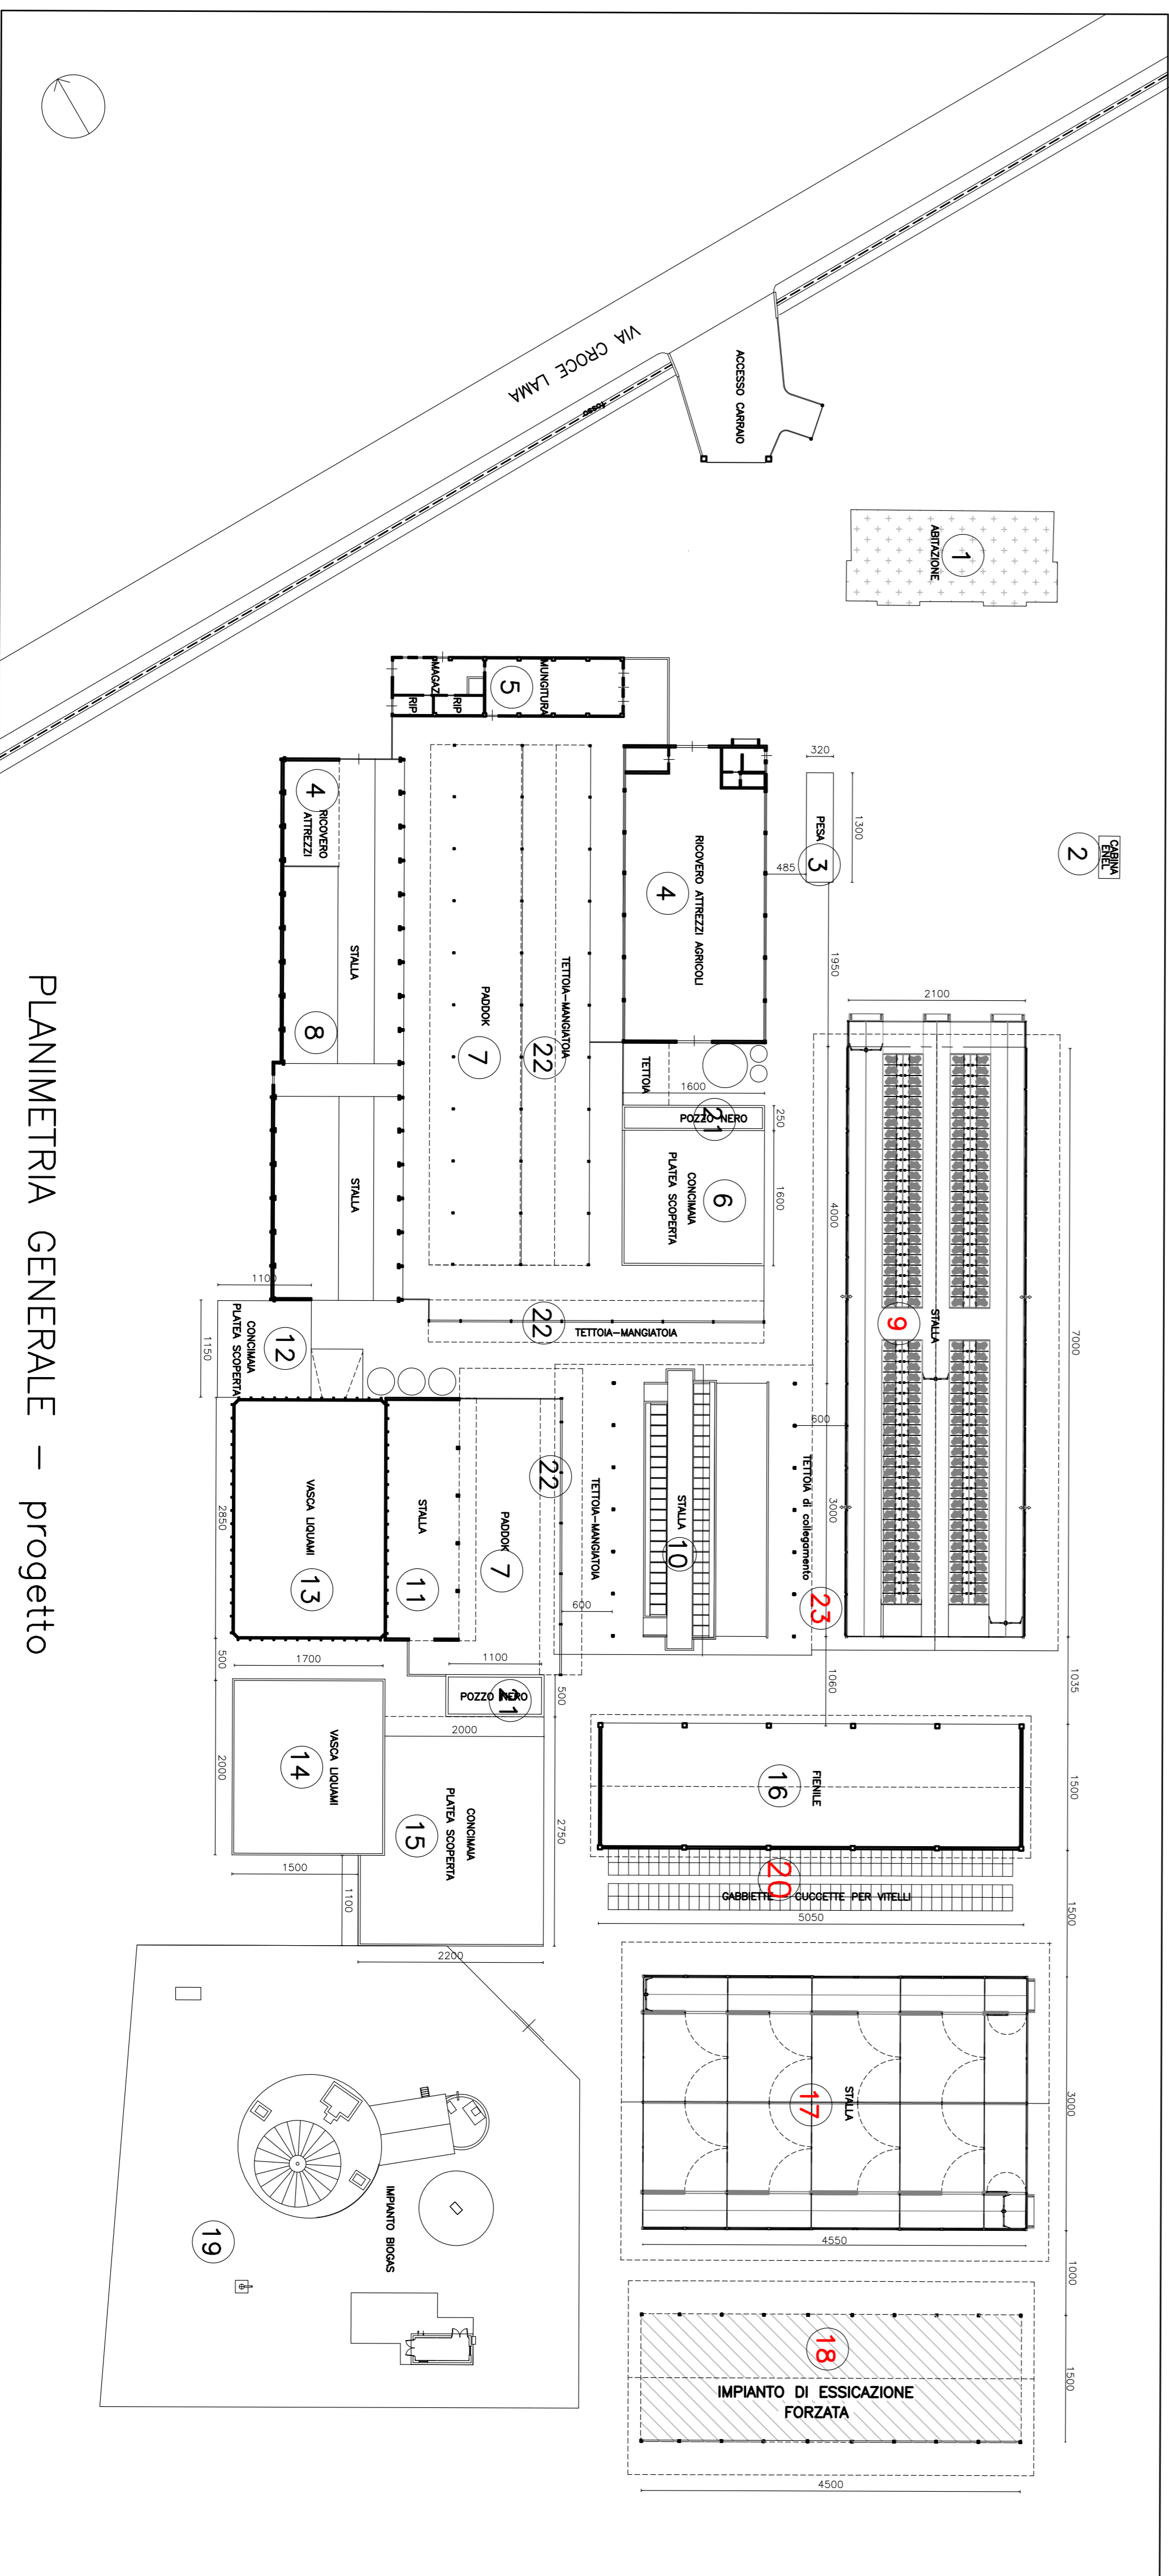 VIA CROCE LAMA
fosso
ACCESSO CARRAIO
1
ABITAZIONE
2
CABINA
ENEL
320
1300
PESA
3
485
1950
MAGAZ
RIP
RIP
5
MUNGITURA
4
RICOVERO ATTREZZI AGRICOLI
4
RICOVERO
ATTREZZI
STALLA
8
STALLA
PADDOK
7
22
TETTOIA-MANGIATOIA
TETTOIA
1600
21
POZZO NERO
250
6
CONCIMAIA
PLATEA SCOPERTA
1600
2100
7000
4000
9
STALLA
3000
600
22
TETTOIA-MANGIATOIA
1100
1150
12
CONCIMAIA
PLATEA SCOPERTA
VASCA LIQUAMI
13
2850
STALLA
11
PADDOK
7
22
TETTOIA-MANGIATOIA
600
STALLA
10
TETTOIA di collegamento
23
1060
1035
1700
500
1100
500
POZZO NERO
21
2000
2000
VASCA LIQUAMI
14
1500
1100
CONCIMAIA
PLATEA SCOPERTA
15
2750
2200
FIENILE
16
1500
20
GABBIETTE CUCCETTE PER VITELLI
5050
1500
STALLA
17
3000
4550
1000
IMPIANTO BIOGAS
19
18
IMPIANTO DI ESSICAZIONE
FORZATA
1500
4500
PLANIMETRIA GENERALE – progetto